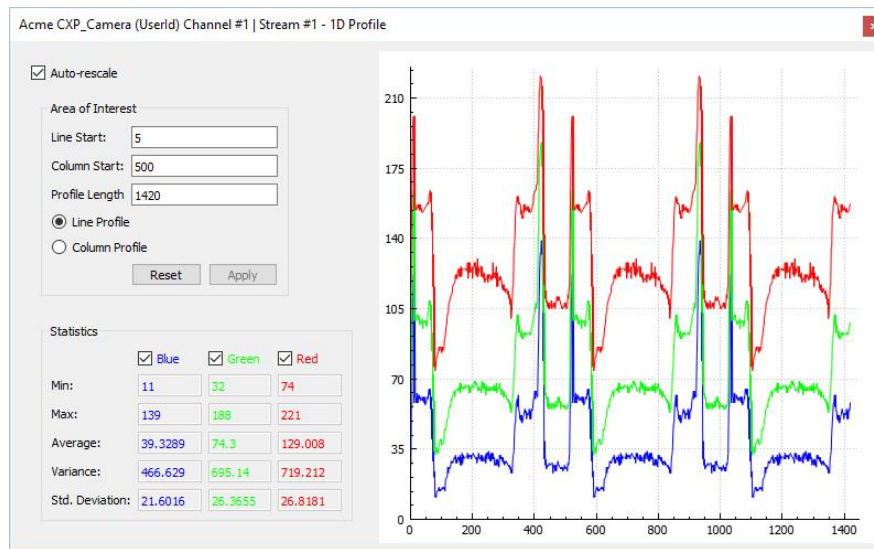 Acme CXP_Camera (UserId) Channel #1 | Stream #1 - 1D Profile
Auto-rescale
Area of Interest
Line Start: 5
Column Start: 500
Profile Length 1420
Line Profile
Column Profile
Reset Apply
Statistics
Blue Green Red
Min: 11 32 74
Max: 139 188 221
Average: 39.3289 74.3 129.008
Variance: 466.629 695.14 719.212
Std. Deviation: 21.6016 26.3655 26.8181
210
175
140
105
70
35
0
0 200 400 600 800 1000 1200 1400